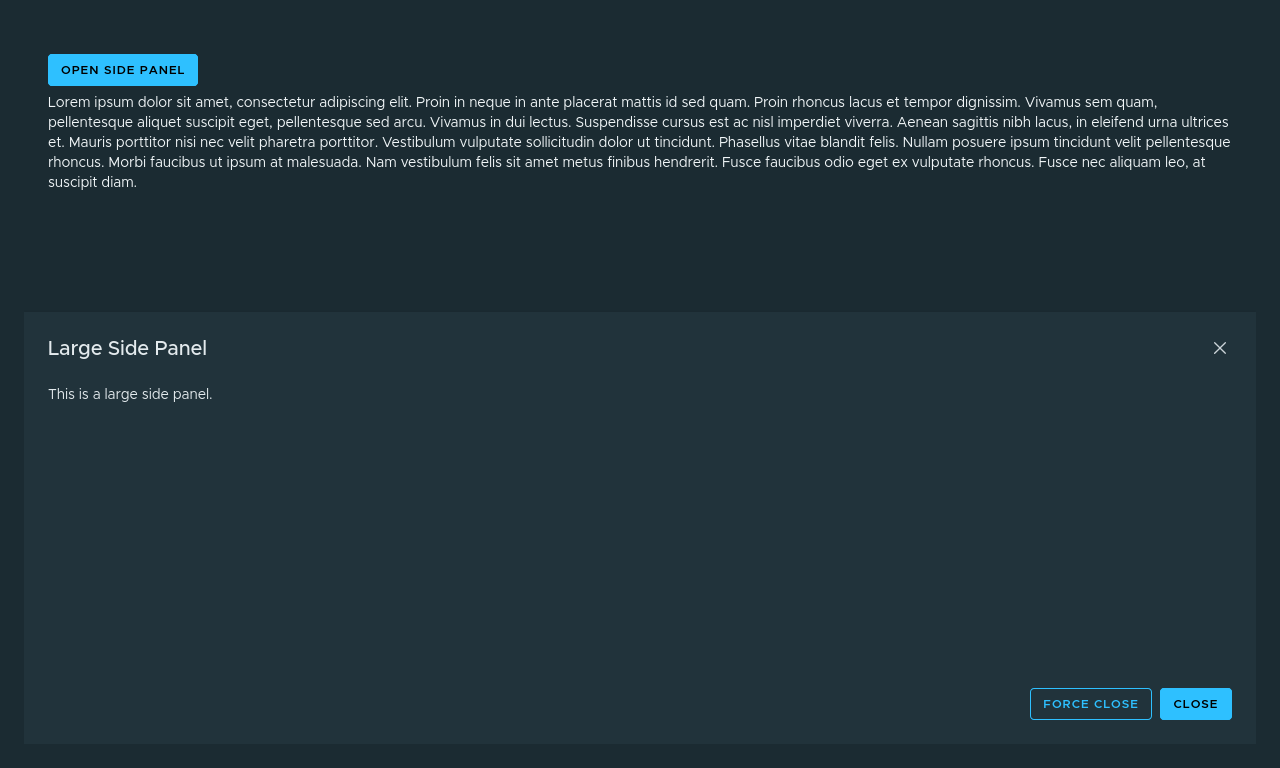 OPEN SIDE PANEL
Lorem ipsum dolor sit amet, consectetur adipiscing elit. Proin in neque in ante placerat mattis id sed quam. Proin rhoncus lacus et tempor dignissim. Vivamus sem quam,
pellentesque aliquet suscipit eget, pellentesque sed arcu. Vivamus in dui lectus. Suspendisse cursus est ac nisl imperdiet viverra. Aenean sagittis nibh lacus, in eleifend urna ultrices
et. Mauris porttitor nisi nec velit pharetra porttitor. Vestibulum vulputate sollicitudin dolor ut tincidunt. Phasellus vitae blandit felis. Nullam posuere ipsum tincidunt velit pellentesque
rhoncus. Morbi faucibus ut ipsum at malesuada. Nam vestibulum felis sit amet metus finibus hendrerit. Fusce faucibus odio eget ex vulputate rhoncus. Fusce nec aliquam leo, at
suscipit diam.
Large Side Panel
This is a large side panel.
FORCE CLOSE
CLOSE